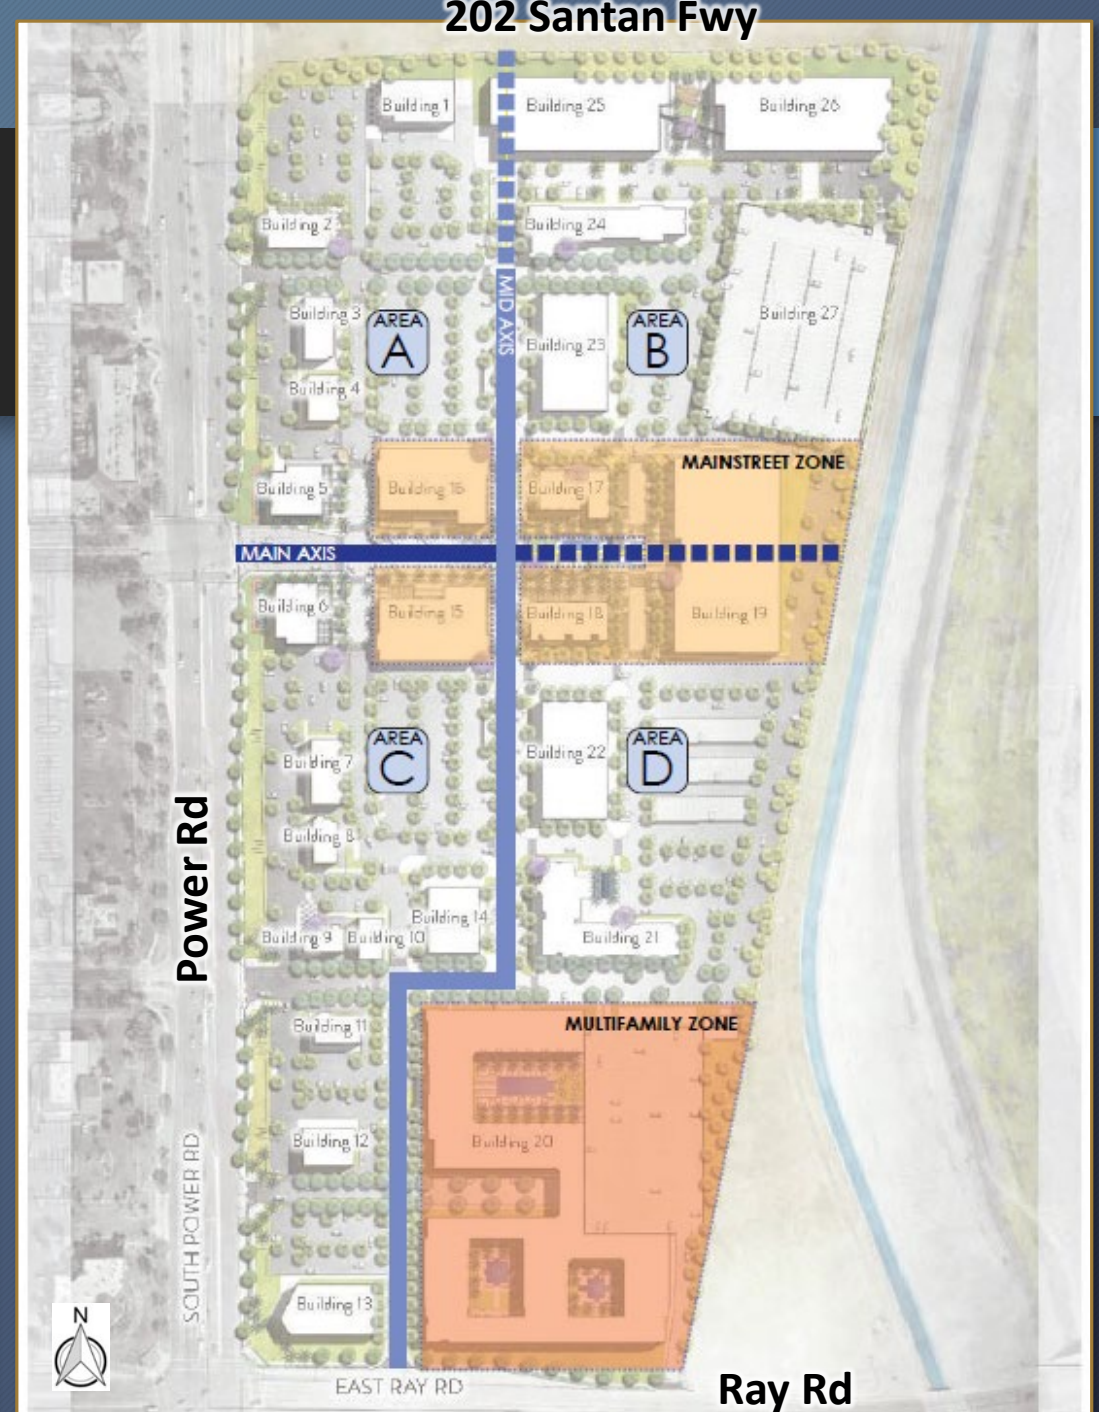 202 Santan Fwy
Building 1
Building 25
Building 26
Building 2
Building 24
MID AXIS
Building 3
AREA
A
Building 23
AREA
B
Building 27
Building 4
MAINSTREET ZONE
Building 5
Building 16
Building 17
MAIN AXIS
Building 6
Building 15
Building 18
Building 19
Building 7
AREA
C
Building 22
AREA
D
Power Rd
Building 8
Building 14
Building 9
Building 10
Building 21
Building 11
MULTIFAMILY ZONE
Building 12
Building 20
SOUTH POWER RD
Building 13
N
EAST RAY RD
Ray Rd